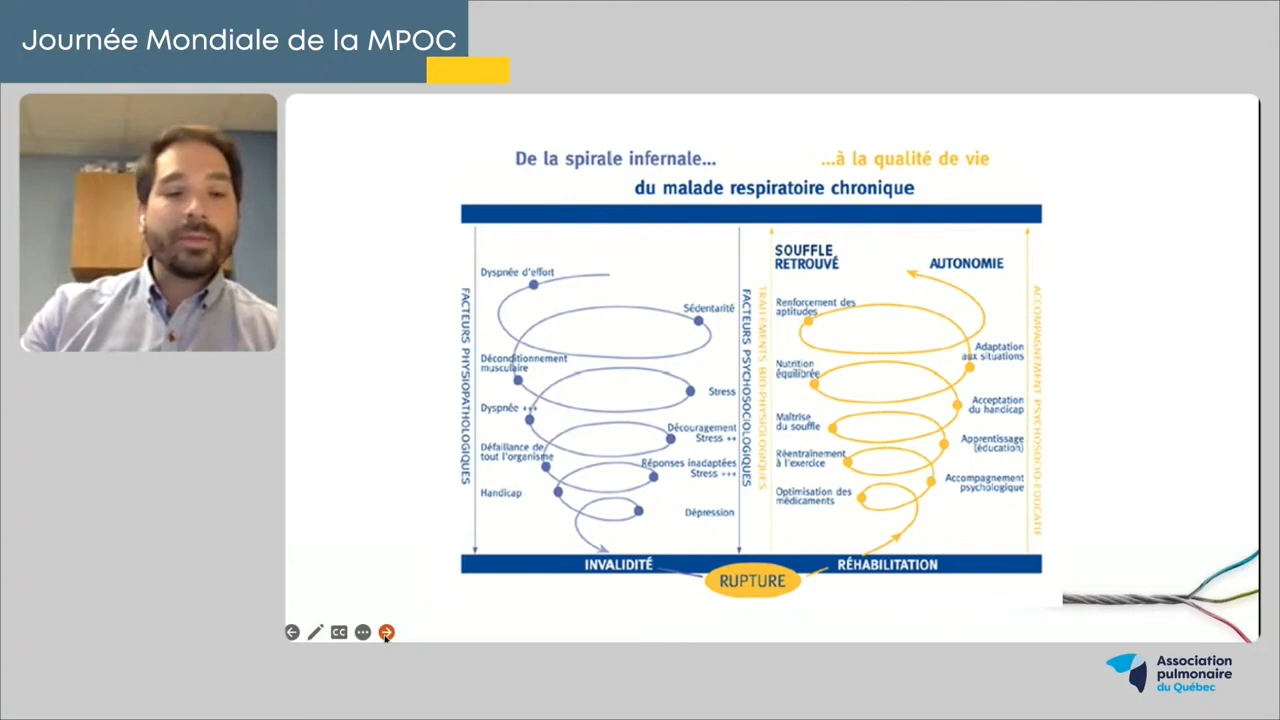 Journée Mondiale de la MPOC
De la spirale infernale...
...à la qualité de vie
du malade respiratoire chronique
FACTEURS PHYSIOPATHOLOGIQUES
Dyspnée d'effort
Sédentarité
Déconditionnement
musculaire
Stress
Dyspnée +++
Découragement
Stress ++
Défaillance de
tout l'organisme
Réponses inadaptées
Stress +++
Handicap
Dépression
FACTEURS PSYCHOSOCIOLOGIQUES
TRAITEMENTS BIO-PHYSIOLOGIQUES
SOUFFLE
RETROUVÉ
AUTONOMIE
Renforcement des
aptitudes
Adaptation
aux situations
Nutrition
équilibrée
Acceptation
du handicap
Maîtrise
du souffle
Apprentissage
(éducation)
Réentraînement
à l'exercice
Accompagnement
psychologique
Optimisation des
médicaments
ACCOMPAGNEMENT PSYCHOSOCIO-EDUCATIF
INVALIDITÉ
RUPTURE
RÉHABILITATION
CC
Association
pulmonaire
du Québec